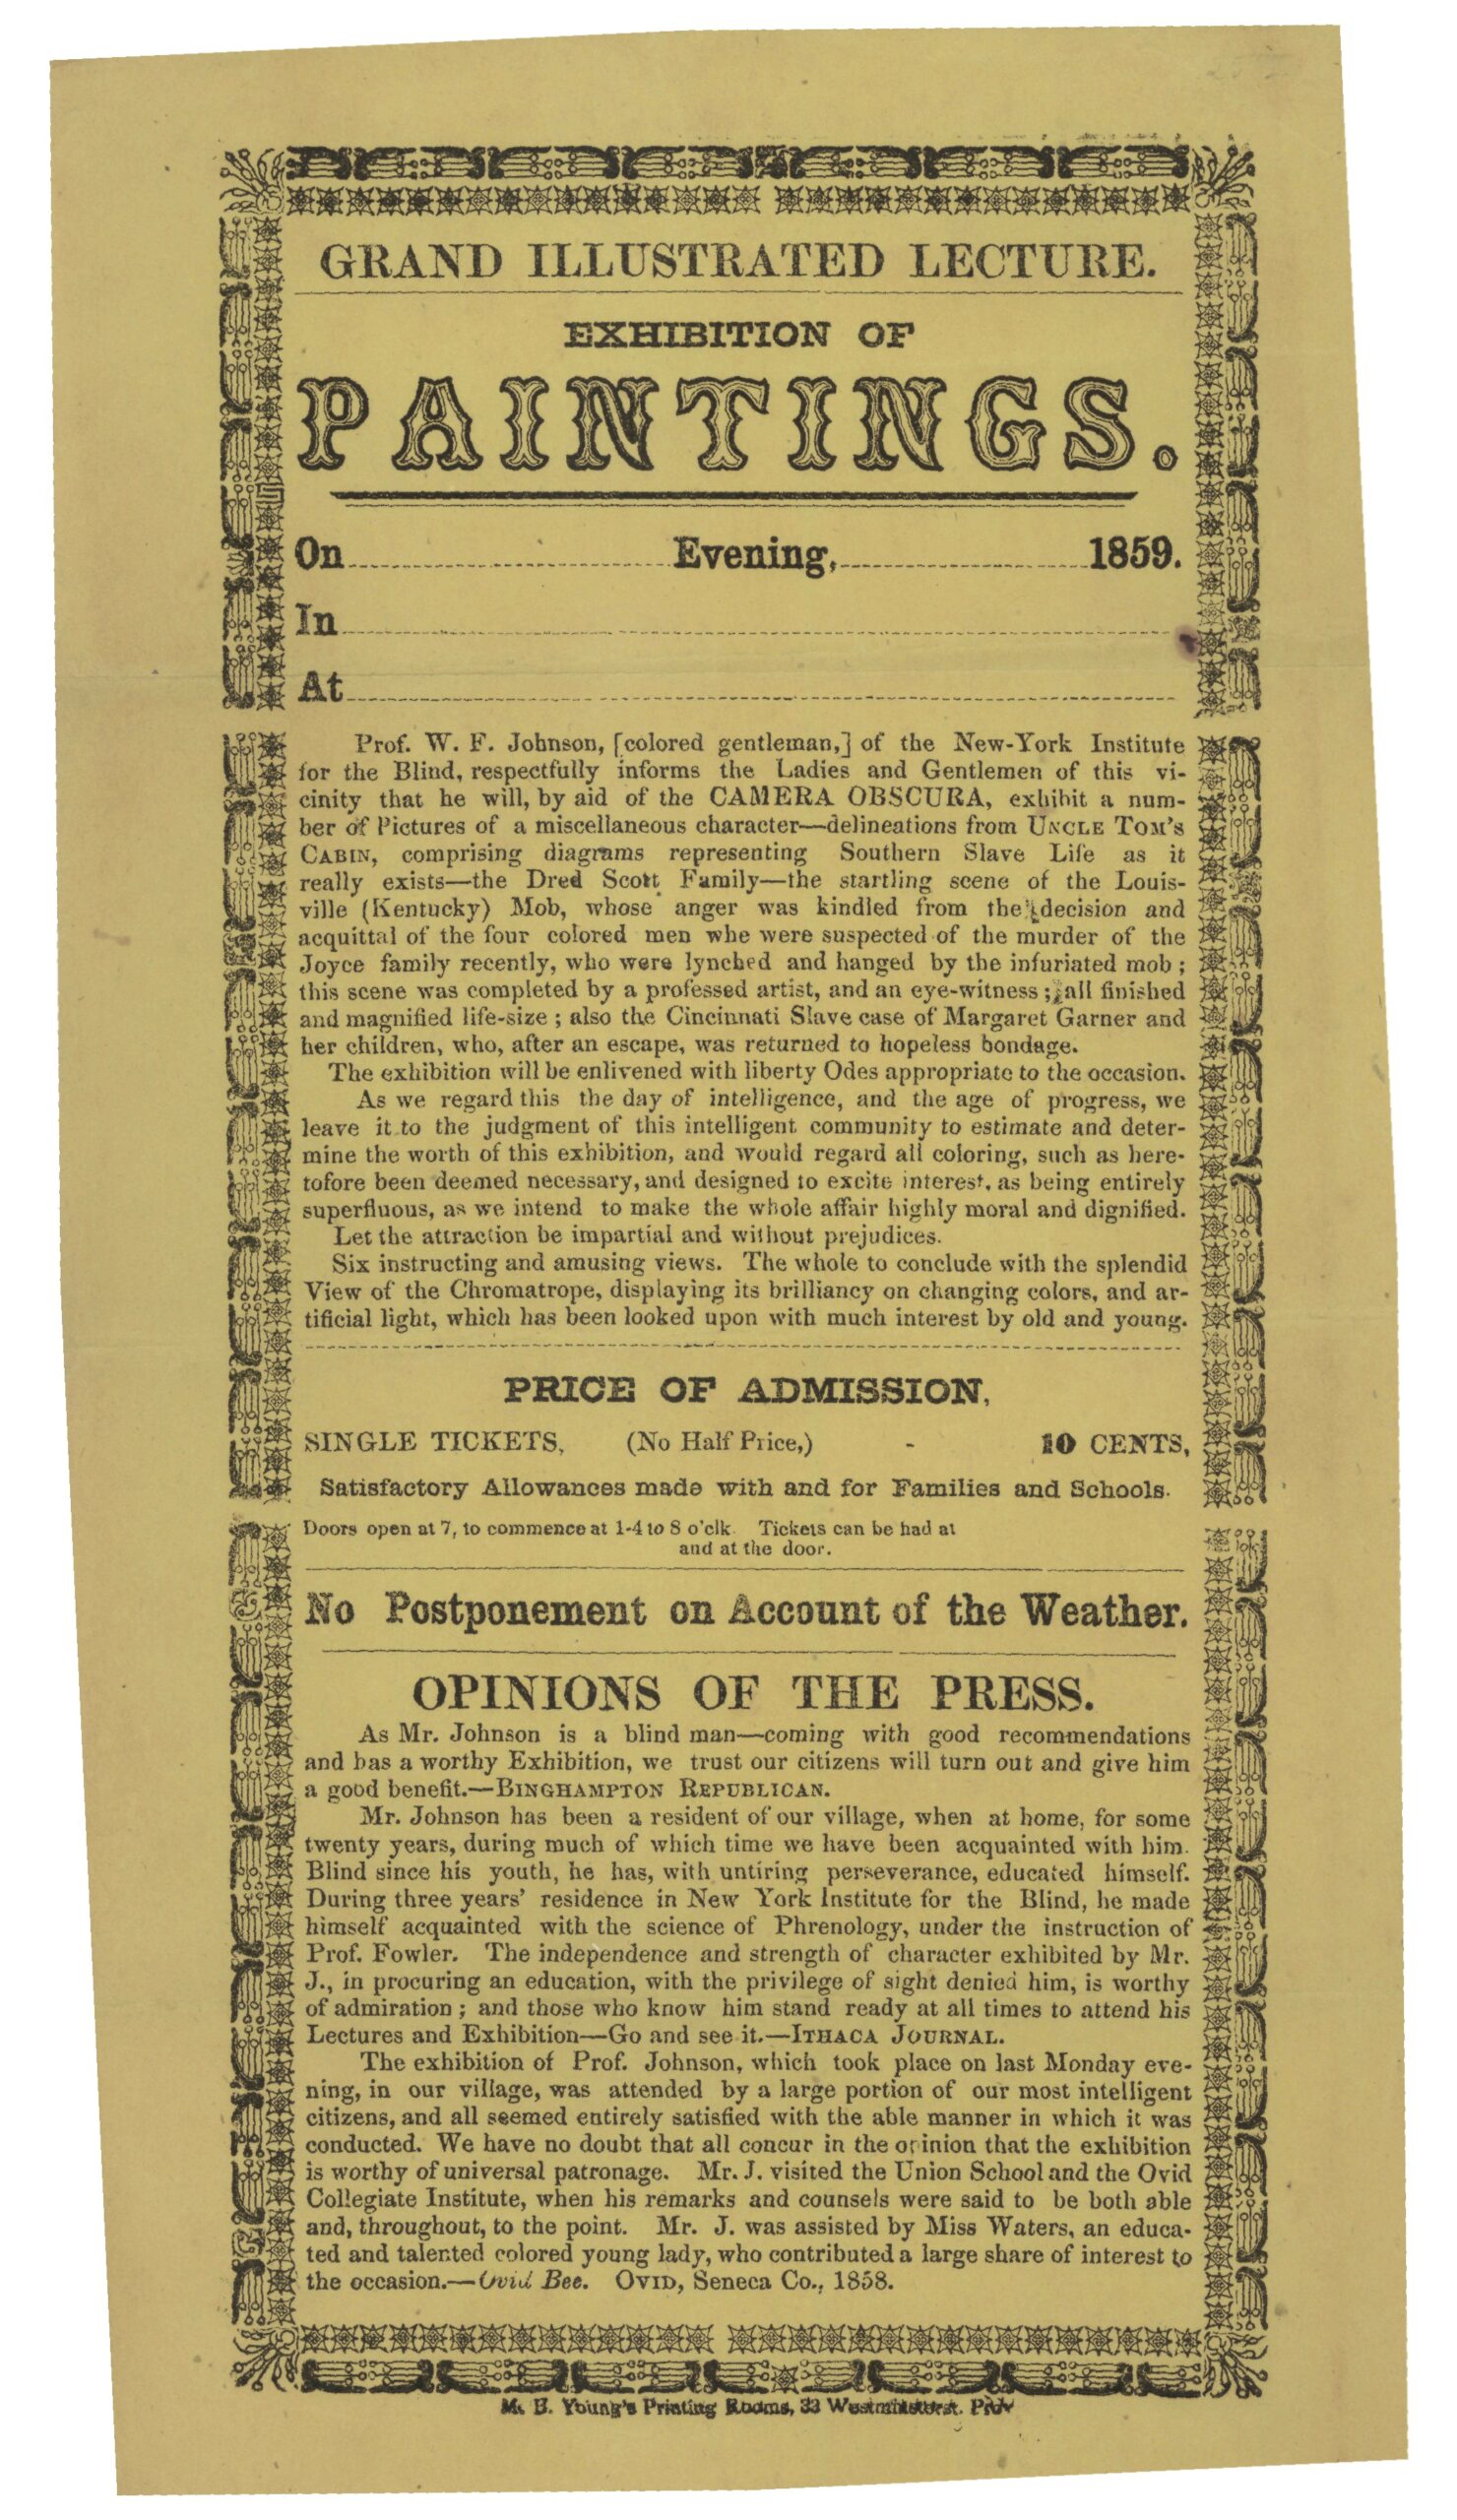 GRAND ILLUSTRATED LECTURE.
EXHIBITION OF
PAINTINGS.
On Evening, 1859.
In
At
Prof. W. F. Johnson, [colored gentleman,] of the New-York Institute
for the Blind, respectfully informs the Ladies and Gentlemen of this vi-
cinity that he will, by aid of the CAMERA OBSCURA, exhibit a num-
ber of Pictures of a miscellaneous character—delineations from UNCLE TOM'S
CABIN, comprising diagrams representing Southern Slave Life as it
really exists—the Dred Scott Family—the startling scene of the Louis-
ville (Kentucky) Mob, whose anger was kindled from the decision and
acquittal of the four colored men whe were suspected of the murder of the
Joyce family recently, who were lynched and hanged by the infuriated mob ;
this scene was completed by a professed artist, and an eye-witness ; all finished
and magnified life-size ; also the Cincinnati Slave case of Margaret Garner and
her children, who, after an escape, was returned to hopeless bondage.
The exhibition will be enlivened with liberty Odes appropriate to the occasion.
As we regard this the day of intelligence, and the age of progress, we
leave it to the judgment of this intelligent community to estimate and deter-
mine the worth of this exhibition, and would regard all coloring, such as here-
tofore been deemed necessary, and designed to excite interest, as being entirely
superfluous, as we intend to make the whole affair highly moral and dignified.
Let the attraction be impartial and without prejudices.
Six instructing and amusing views. The whole to conclude with the splendid
View of the Chromatrope, displaying its brilliancy on changing colors, and ar-
tificial light, which has been looked upon with much interest by old and young.
PRICE OF ADMISSION,
SINGLE TICKETS, (No Half Price,) - 10 CENTS,
Satisfactory Allowances made with and for Families and Schools.
Doors open at 7, to commence at 1-4 to 8 o'clk. Tickets can be had at
and at the door.
No Postponement on Account of the Weather.
OPINIONS OF THE PRESS.
As Mr. Johnson is a blind man—coming with good recommendations
and has a worthy Exhibition, we trust our citizens will turn out and give him
a good benefit.—BINGHAMPTON REPUBLICAN.
Mr. Johnson has been a resident of our village, when at home, for some
twenty years, during much of which time we have been acquainted with him.
Blind since his youth, he has, with untiring perseverance, educated himself.
During three years' residence in New York Institute for the Blind, he made
himself acquainted with the science of Phrenology, under the instruction of
Prof. Fowler. The independence and strength of character exhibited by Mr.
J., in procuring an education, with the privilege of sight denied him, is worthy
of admiration ; and those who know him stand ready at all times to attend his
Lectures and Exhibition—Go and see it.—ITHACA JOURNAL.
The exhibition of Prof. Johnson, which took place on last Monday eve-
ning, in our village, was attended by a large portion of our most intelligent
citizens, and all seemed entirely satisfied with the able manner in which it was
conducted. We have no doubt that all concur in the opinion that the exhibition
is worthy of universal patronage. Mr. J. visited the Union School and the Ovid
Collegiate Institute, when his remarks and counsels were said to be both able
and, throughout, to the point. Mr. J. was assisted by Miss Waters, an educa-
ted and talented colored young lady, who contributed a large share of interest to
the occasion.—Ovid Bee. OVID, Seneca Co., 1858.
M. B. Young's Printing Rooms, 33 Westminsterst. Prov